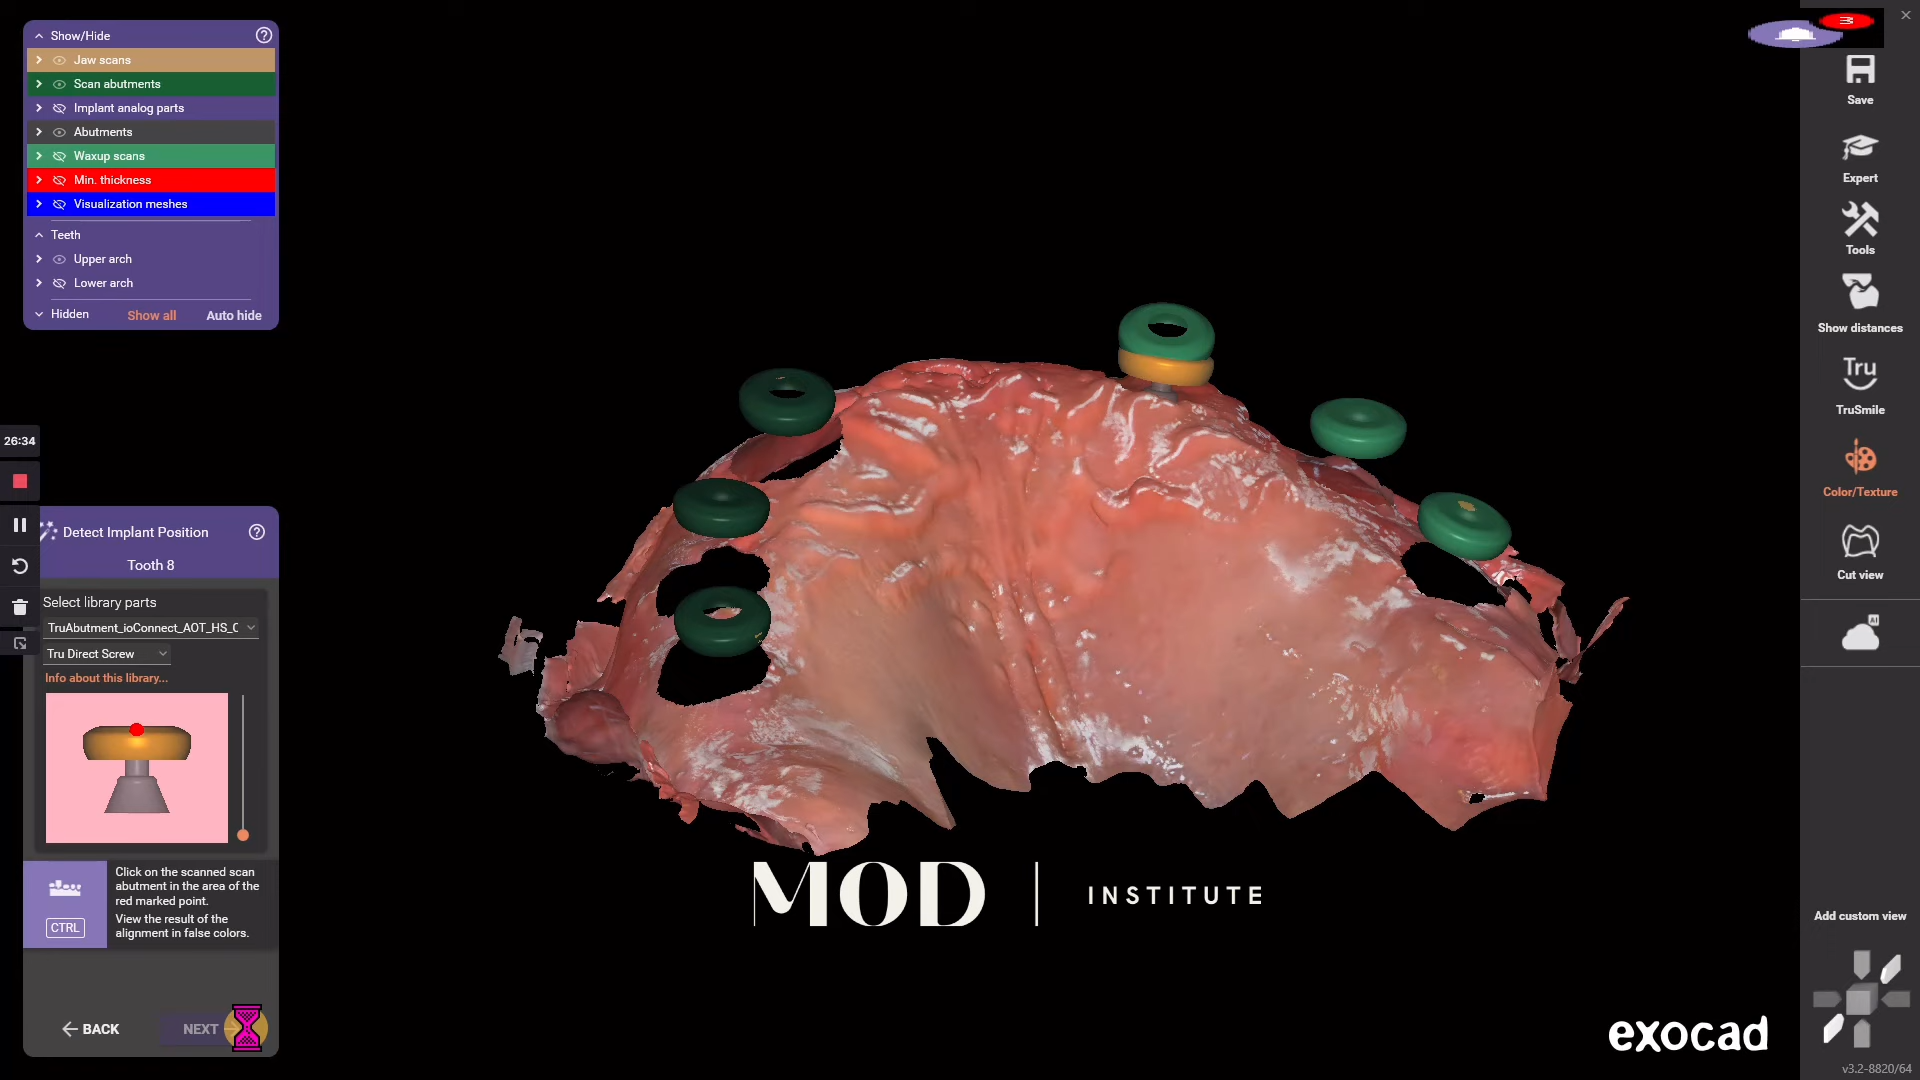 Show/Hide
Jaw scans
Scan abutments
Implant analog parts
Abutments
Waxup scans
Min. thickness
Visualization meshes
Teeth
Upper arch
Lower arch
Hidden Show all Auto hide
26:34
Detect Implant Position
Tooth 8
Select library parts
TruAbutment_ioConnect_AOT_HS_C
Tru Direct Screw
Info about this library...
Click on the scanned scan
abutment in the area of the
red marked point.
CTRL
View the result of the
alignment in false colors.
BACK
NEXT
MOD | INSTITUTE
exocad
Save
Expert
Tools
Show distances
Tru
TruSmile
Color/Texture
Cut view
AI
Add custom view
v3.2-8820/64